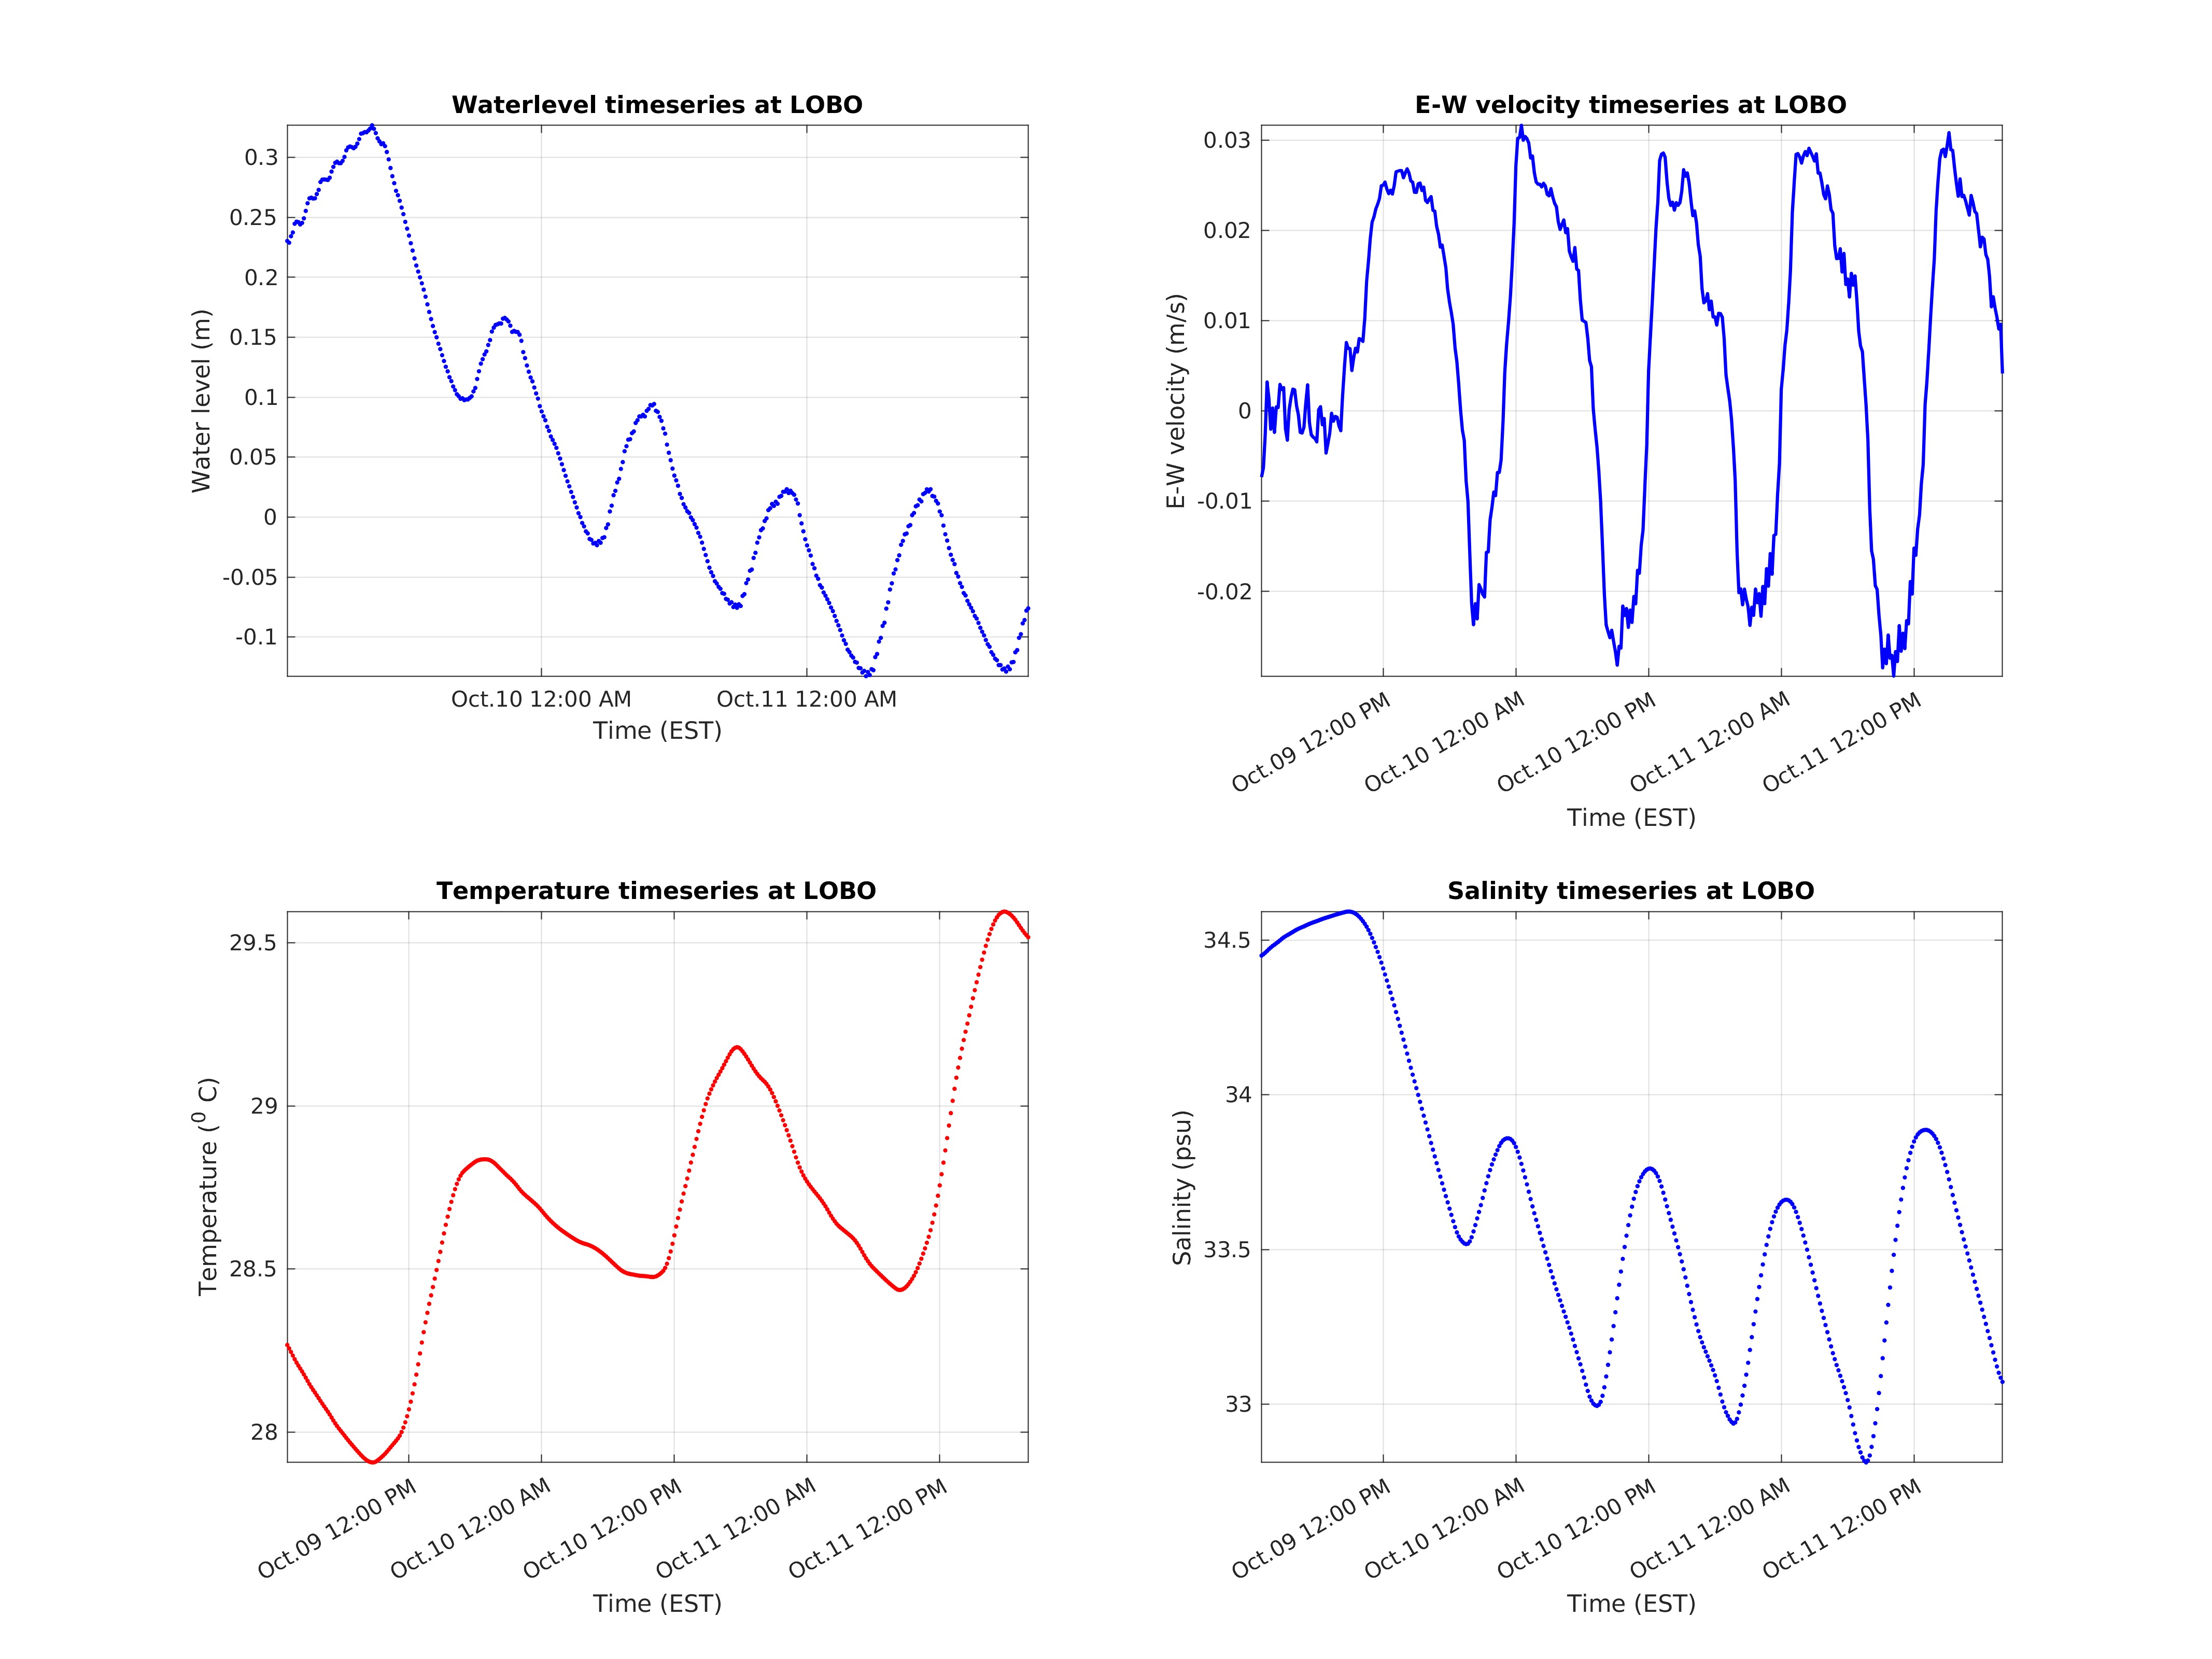 Waterlevel timeseries at LOBO
0.3
0.25
0.2
0.15
0.1
0.05
0
-0.05
-0.1
Water level (m)
Oct.10 12:00 AM
Oct.11 12:00 AM
Time (EST)
E-W velocity timeseries at LOBO
0.03
0.02
0.01
0
-0.01
-0.02
E-W velocity (m/s)
Oct.09 12:00 PM
Oct.10 12:00 AM
Oct.10 12:00 PM
Oct.11 12:00 AM
Oct.11 12:00 PM
Time (EST)
Temperature timeseries at LOBO
29.5
29
28.5
28
Temperature (⁰ C)
Oct.09 12:00 PM
Oct.10 12:00 AM
Oct.10 12:00 PM
Oct.11 12:00 AM
Oct.11 12:00 PM
Time (EST)
Salinity timeseries at LOBO
34.5
34
33.5
33
Salinity (psu)
Oct.09 12:00 PM
Oct.10 12:00 AM
Oct.10 12:00 PM
Oct.11 12:00 AM
Oct.11 12:00 PM
Time (EST)